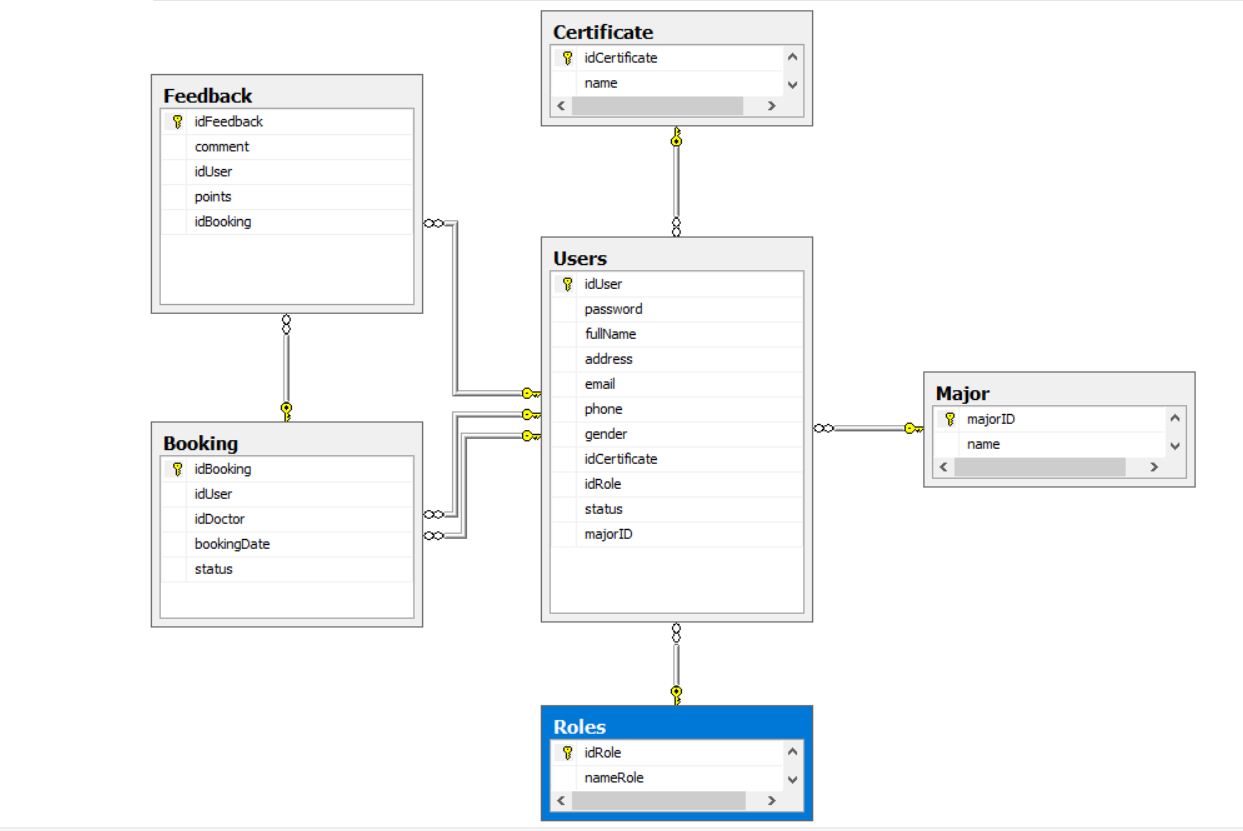 Certificate
idCertificate
name
Feedback
idFeedback
comment
idUser
points
idBooking
Users
idUser
password
fullName
address
email
phone
gender
idCertificate
idRole
status
majorID
Major
majorID
name
Booking
idBooking
idUser
idDoctor
bookingDate
status
Roles
idRole
nameRole